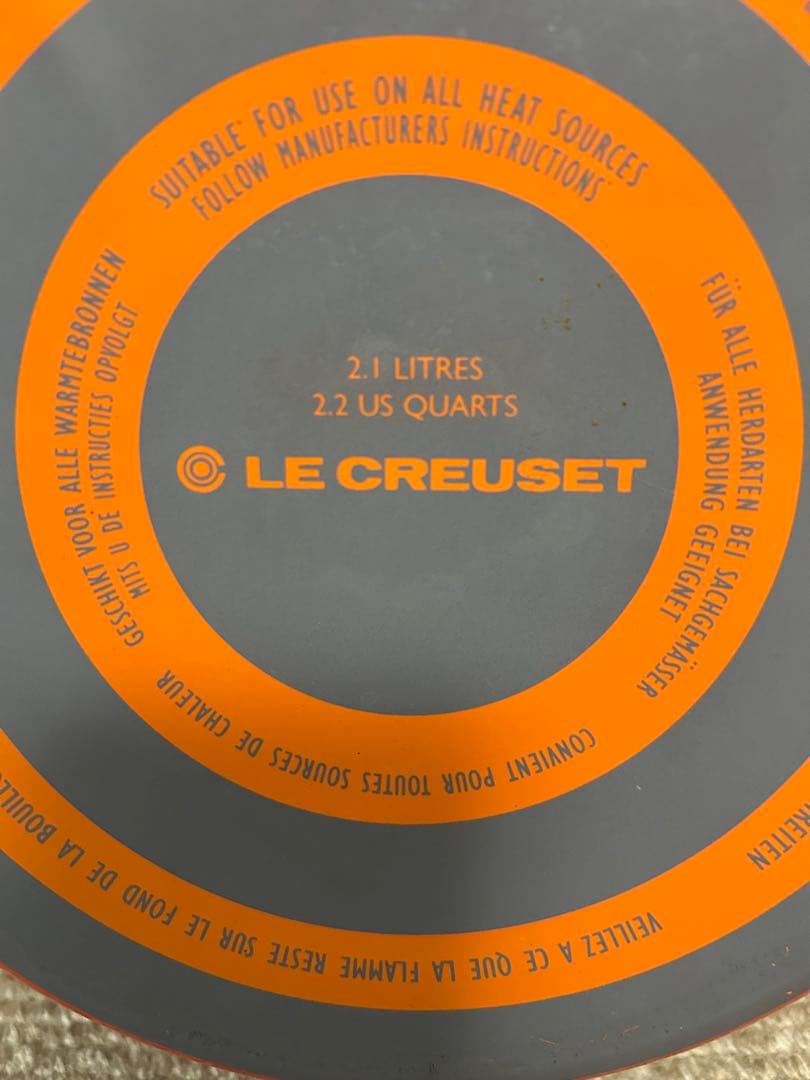 SUITABLE FOR USE ON ALL HEAT SOURCES
FOLLOW MANUFACTURERS INSTRUCTIONS
FÜR ALLE HERDARTEN BEI SACHGEMÄSSER
ANWENDUNG GEEIGNET
CONVIENT POUR TOUTES SOURCES DE CHALEUR
GESCHIKT VOOR ALLE WARMTEBRONNEN
MITS U DE INSTRUCTIES OPVOLGT
2.1 LITRES
2.2 US QUARTS
LE CREUSET
VEILLEZ A CE QUE LA FLAMME RESTE SUR LE FOND DE LA